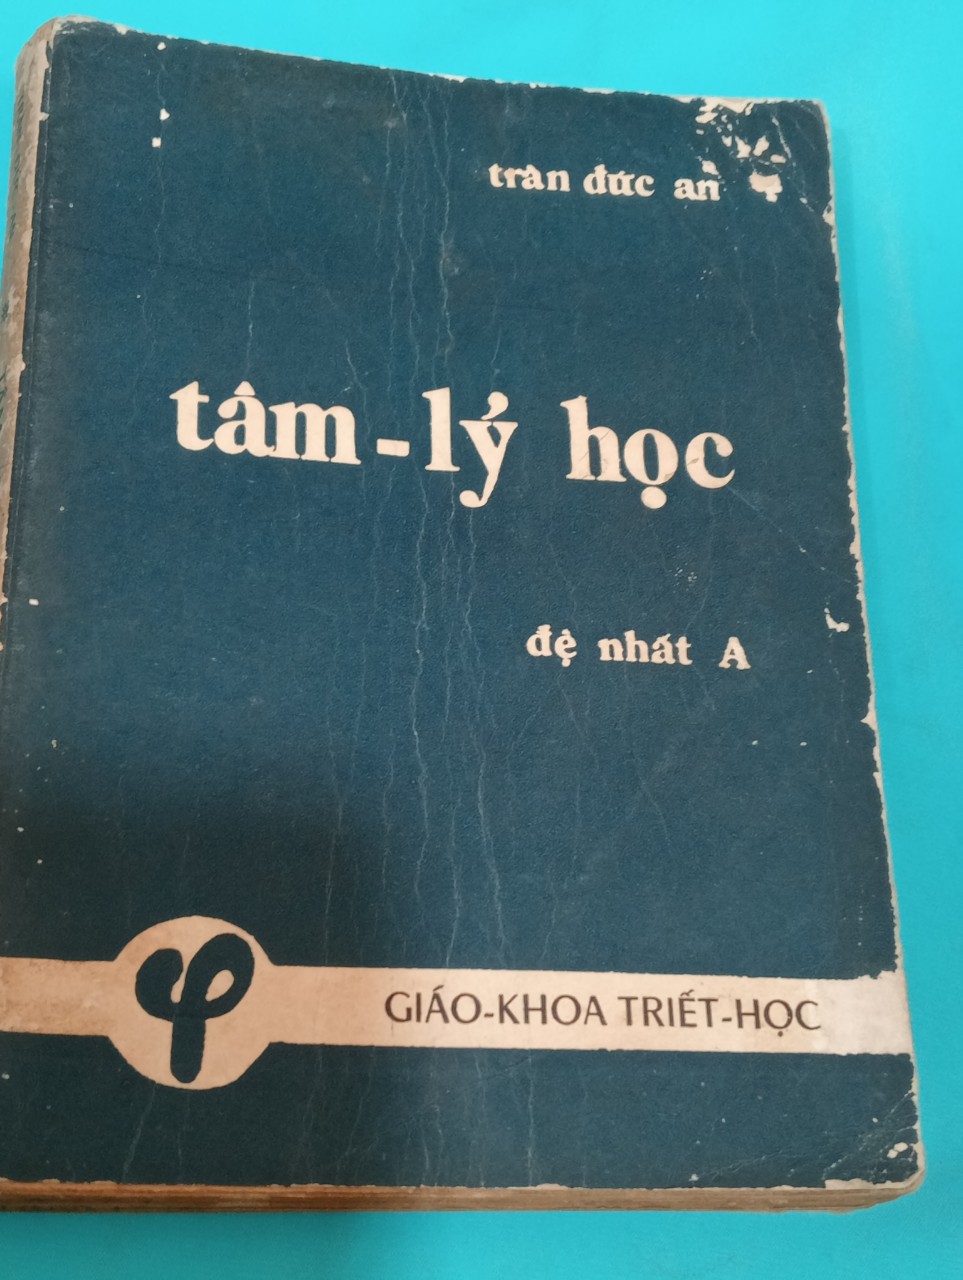 trần đức an
tâm-lý học
đệ nhất A
φ
GIÁO-KHOA TRIẾT-HỌC